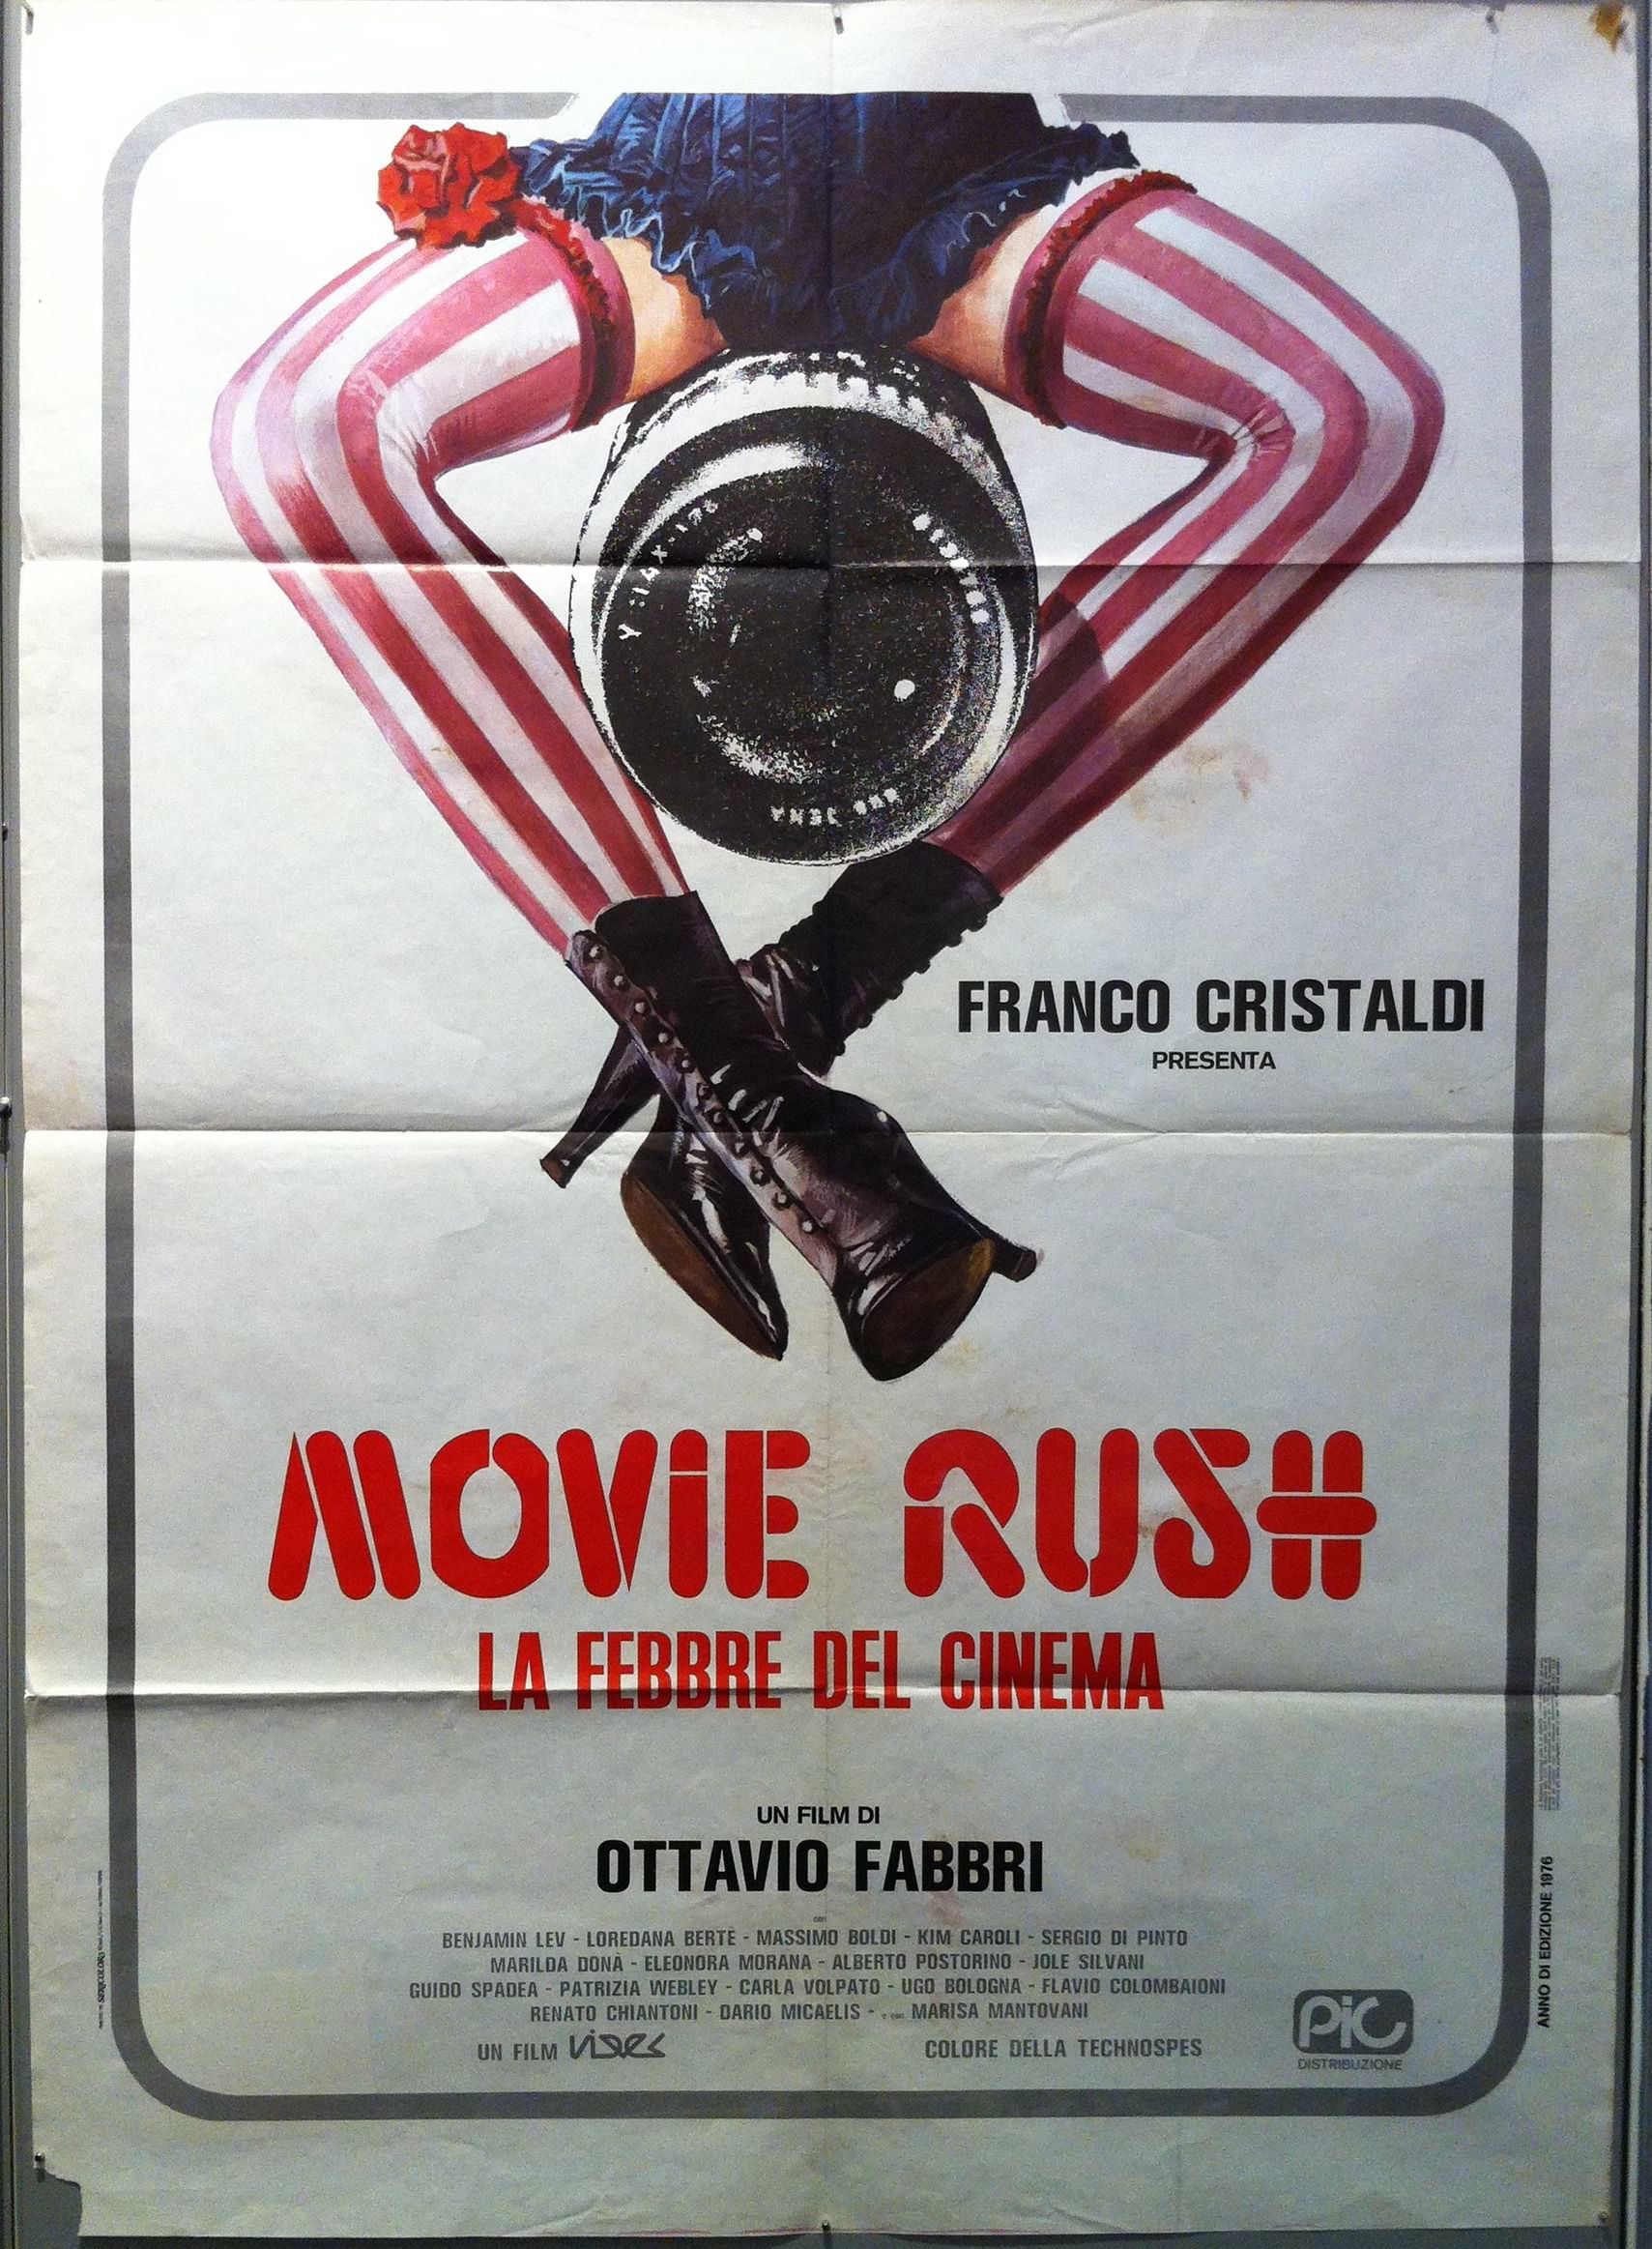 FRANCO CRISTALDI
PRESENTA
MOViE RUSH
LA FEBBRE DEL CINEMA
UN FILM DI
OTTAVIO FABBRI
con
BENJAMIN LEV - LOREDANA BERTÈ - MASSIMO BOLDI - KIM CAROLI - SERGIO DI PINTO
MARILDA DONÀ - ELEONORA MORANA - ALBERTO POSTORINO - JOLE SILVANI
GUIDO SPADEA - PATRIZIA WEBLEY - CARLA VOLPATO - UGO BOLOGNA - FLAVIO COLOMBAIONI
RENATO CHIANTONI - DARIO MICAELIS - e con MARISA MANTOVANI
UN FILM vides
COLORE DELLA TECHNOSPES
PiC
DISTRIBUZIONE
ANNO DI EDIZIONE 1976